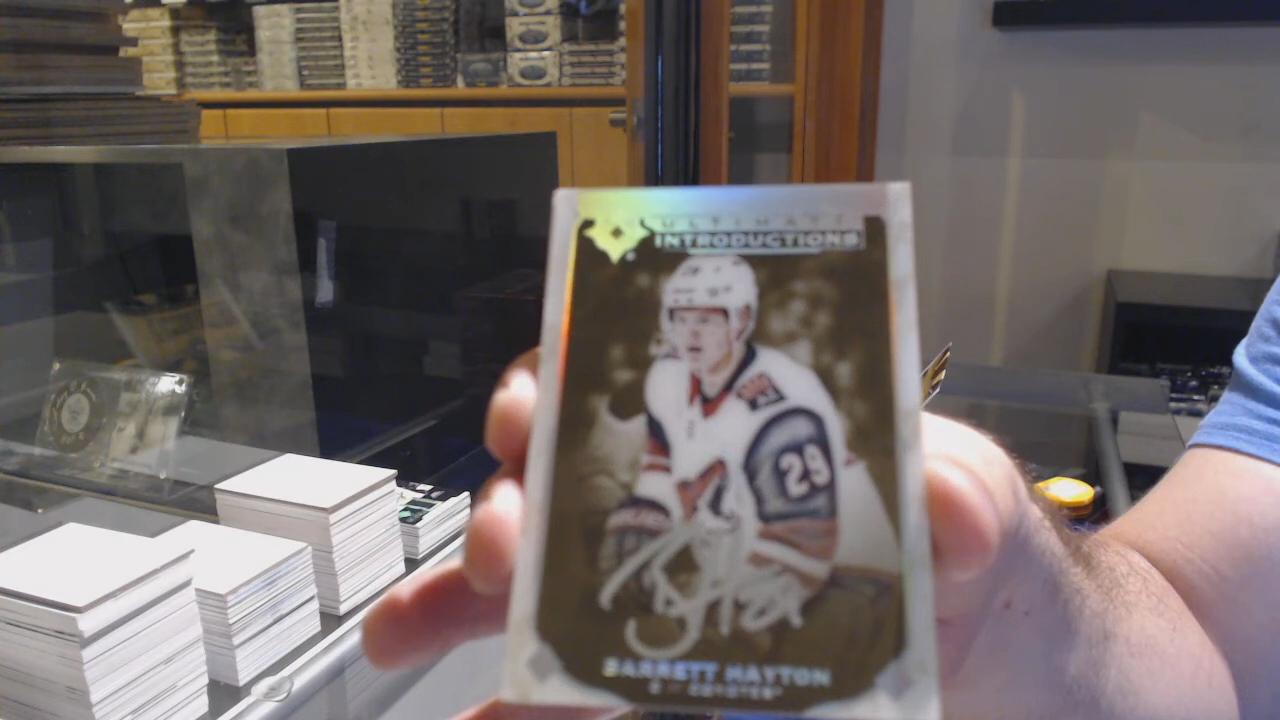 ULTIMATE
INTRODUCTIONS
29
BARRETT HAYTON
C COYOTES